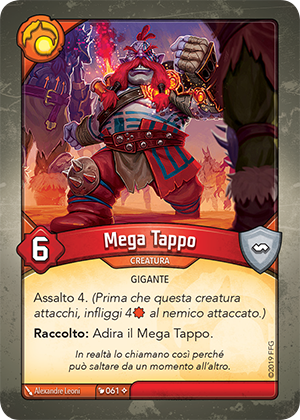 Mega Tappo
6
CREATURA
GIGANTE
Assalto 4. (Prima che questa creatura
attacchi, infliggi 4 al nemico attaccato.)
Raccolto: Adira il Mega Tappo.
In realtà lo chiamano così perché
può saltare da un momento all'altro.
©2019 FFG
Alexandre Leoni
061